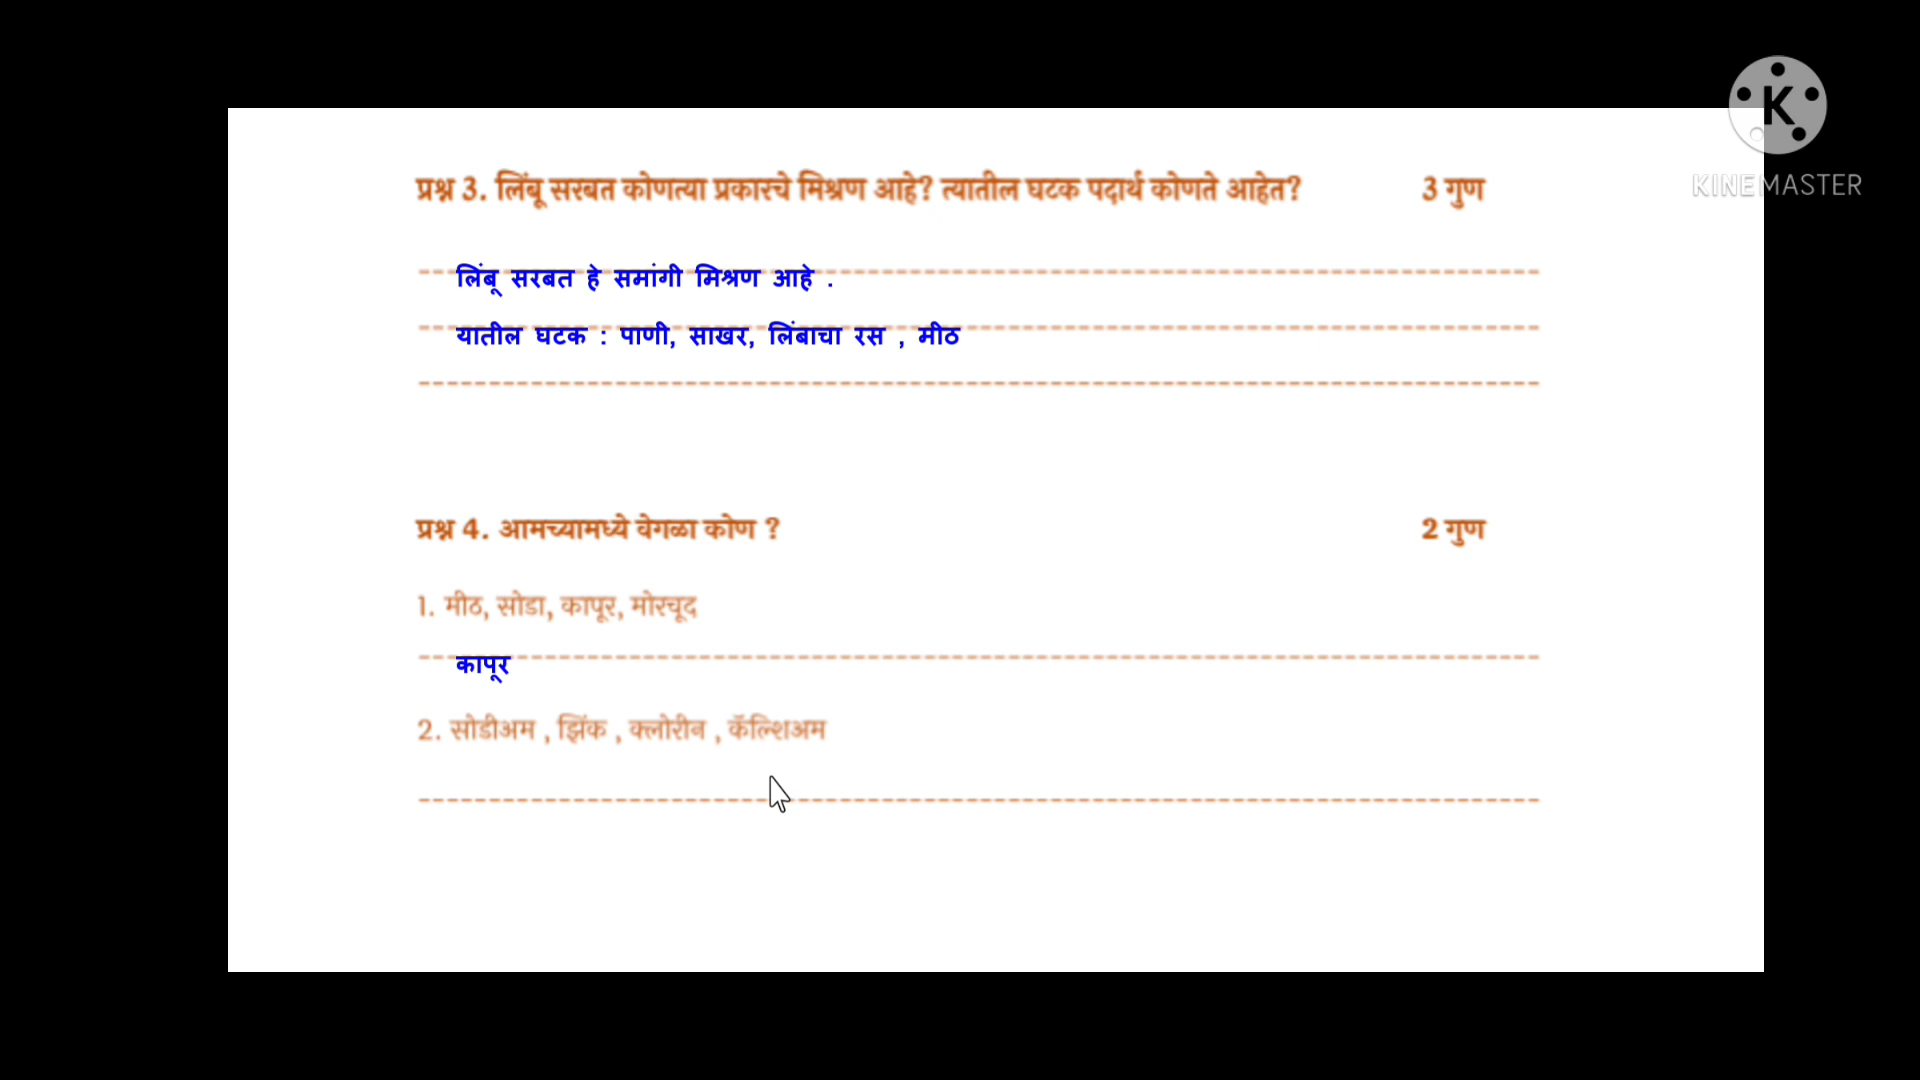 KINEMASTER
प्रश्न 3. लिंबू सरबत कोणत्या प्रकारचे मिश्रण आहे? त्यातील घटक पदार्थ कोणते आहेत? 3 गुण
लिंबू सरबत हे समांगी मिश्रण आहे .
यातील घटक : पाणी, साखर, लिंबाचा रस , मीठ
प्रश्न 4. आमच्यामध्ये वेगळा कोण ? 2 गुण
1. मीठ, सोडा, कापूर, मोरचूद
कापूर
2. सोडीअम , झिंक , क्लोरीन , कॅल्शिअम